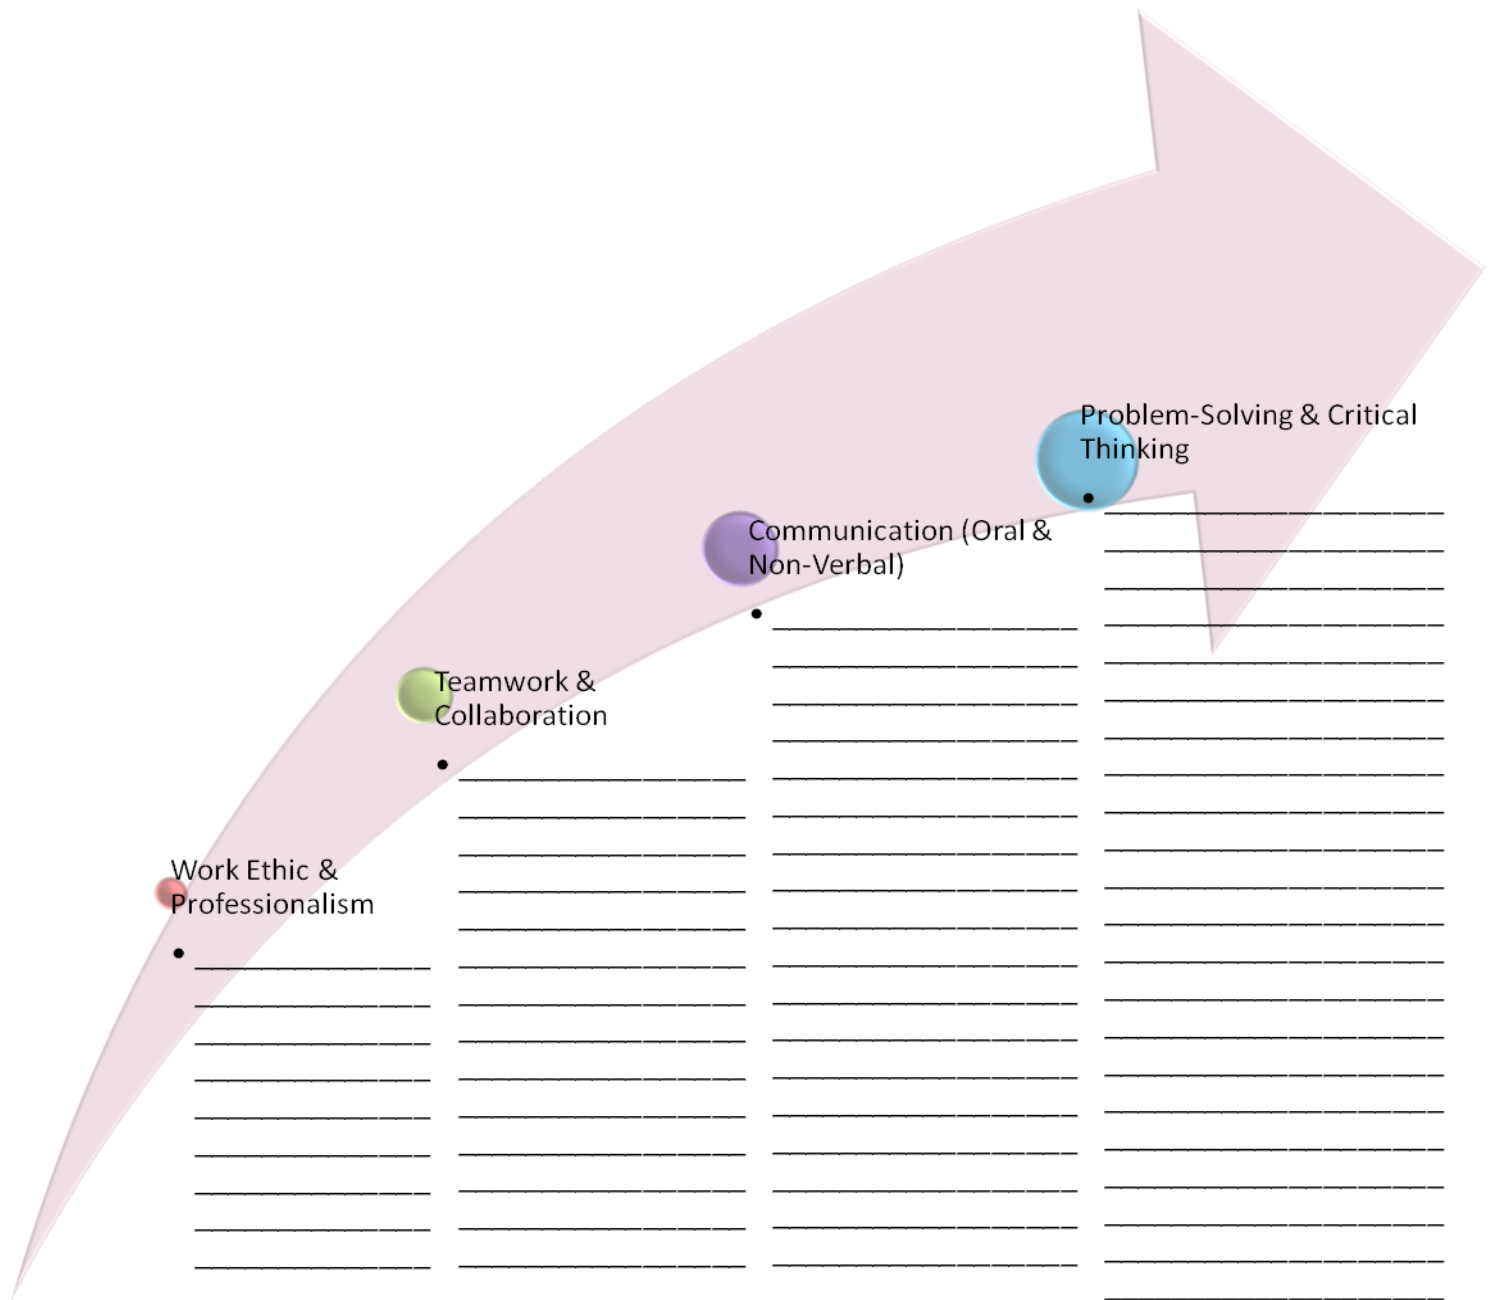 Problem-Solving & Critical
Thinking
Communication (Oral &
Non-Verbal)
Teamwork &
Collaboration
Work Ethic &
Professionalism